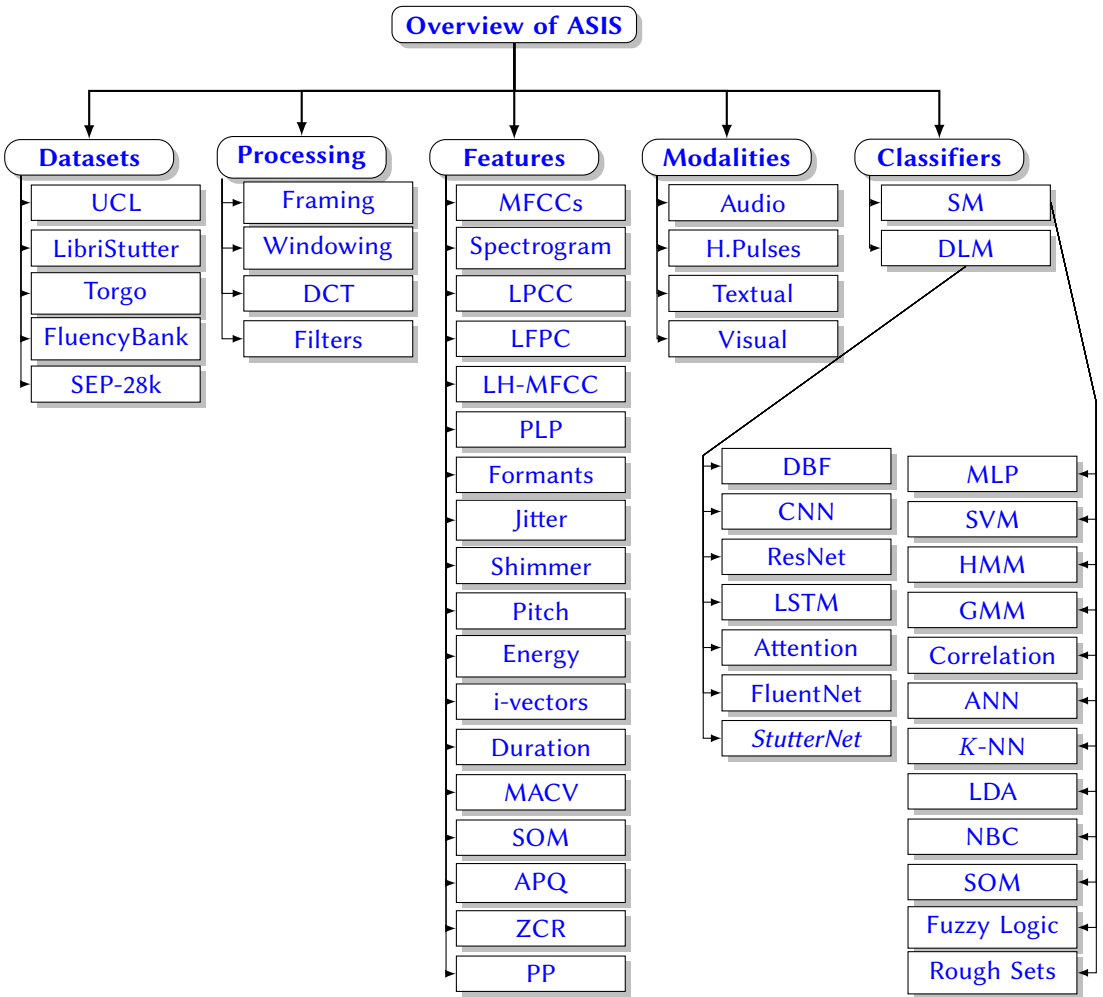 Overview of ASIS
Datasets
UCL
LibriStutter
Torgo
FluencyBank
SEP-28k
Processing
Framing
Windowing
DCT
Filters
Features
MFCCs
Spectrogram
LPCC
LFPC
LH-MFCC
PLP
Formants
Jitter
Shimmer
Pitch
Energy
i-vectors
Duration
MACV
SOM
APQ
ZCR
PP
Modalities
Audio
H.Pulses
Textual
Visual
Classifiers
SM
DLM
DBF
CNN
ResNet
LSTM
Attention
FluentNet
StutterNet
MLP
SVM
HMM
GMM
Correlation
ANN
K-NN
LDA
NBC
SOM
Fuzzy Logic
Rough Sets